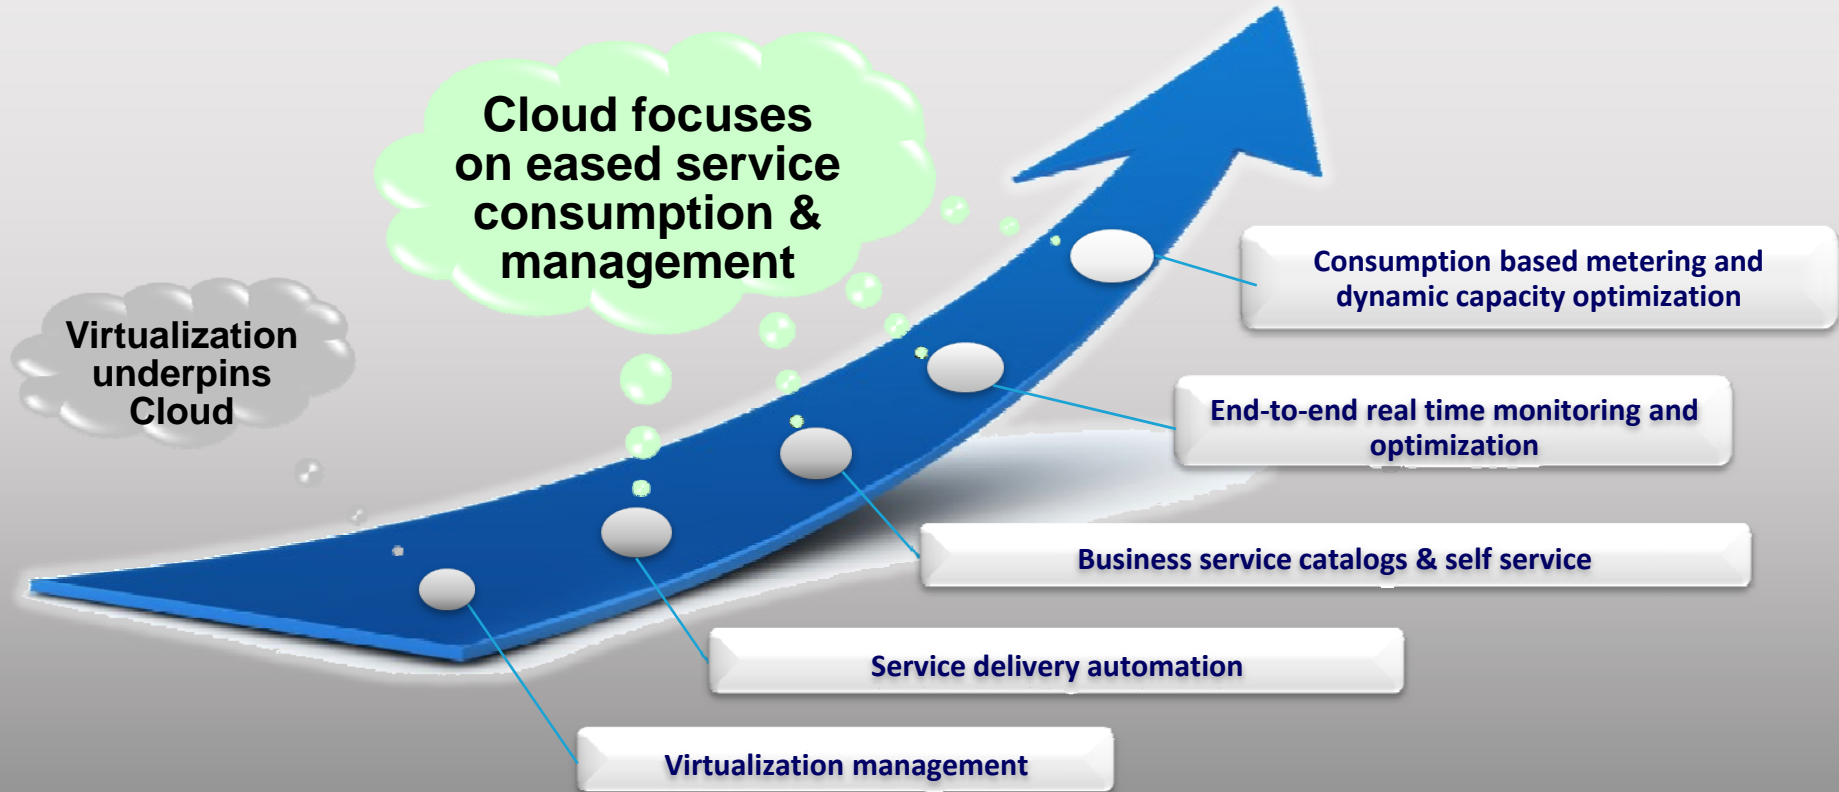 Cloud focuses
on eased service
consumption &
management
Virtualization
underpins
Cloud
Consumption based metering and
dynamic capacity optimization
End-to-end real time monitoring and
optimization
Business service catalogs & self service
Service delivery automation
Virtualization management